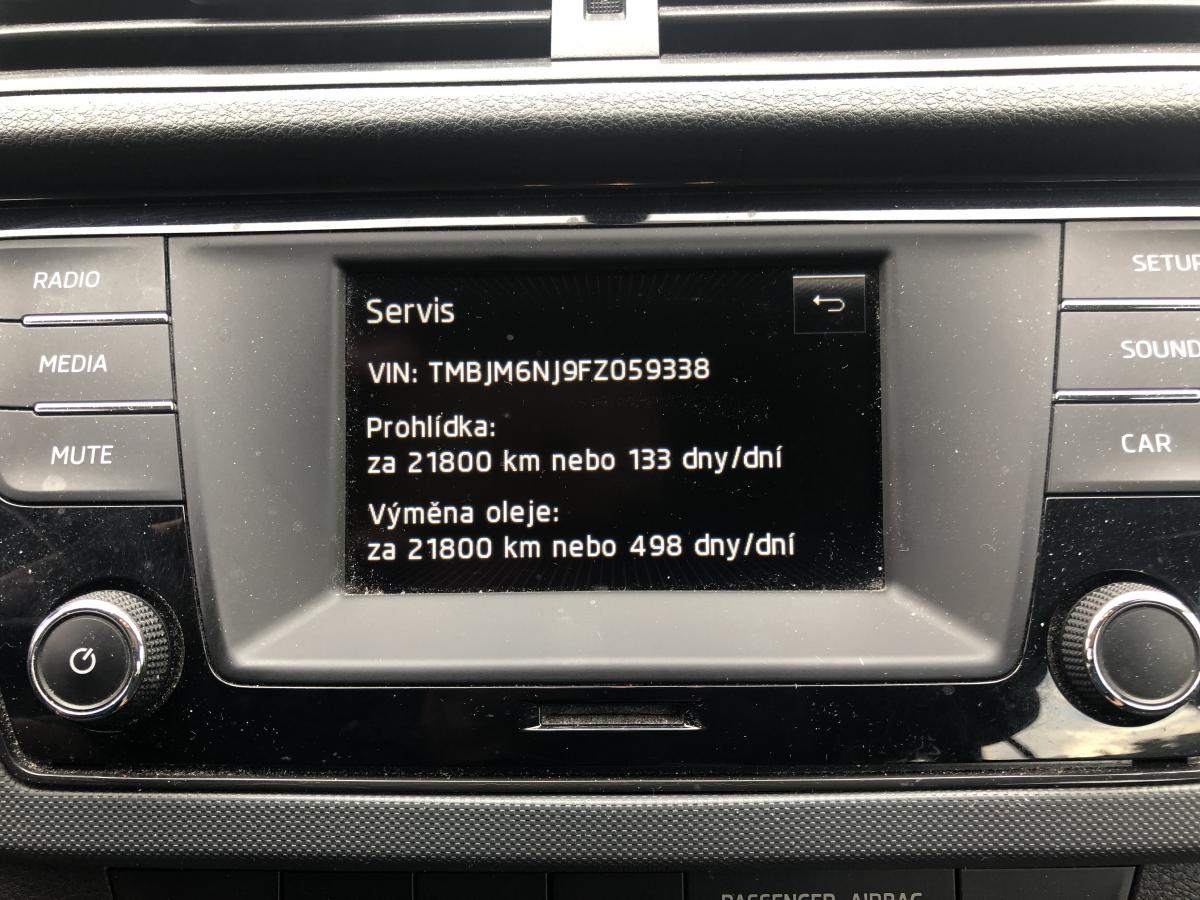 RADIO
MEDIA
MUTE
Servis
VIN: TMBJM6NJ9FZ059338
Prohlídka:
za 21800 km nebo 133 dny/dní
Výměna oleje:
za 21800 km nebo 498 dny/dní
SETUP
SOUND
CAR
PASSENGER AIRBAG